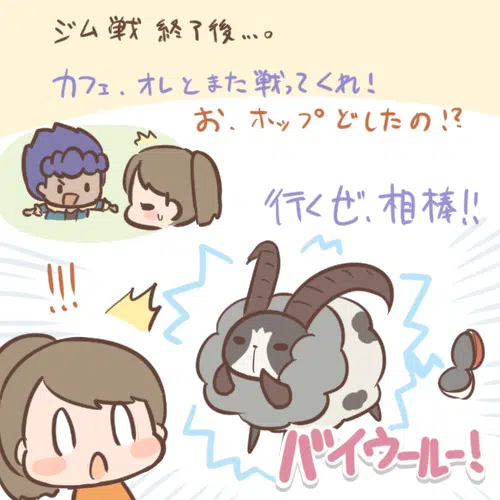 ジム戦 終了後…。
カフェ、オレとまた戦ってくれ!
お、ホップどしたの!?
行くぜ、相棒!!
!!!
バイウールー!